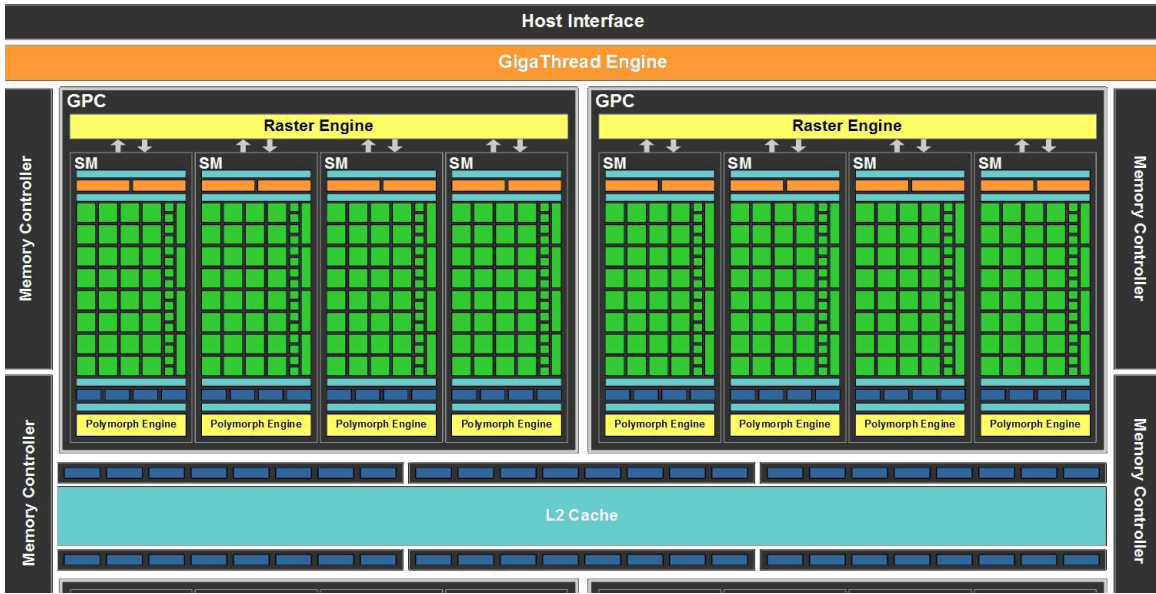 Host Interface
GigaThread Engine
Memory Controller
GPC
Raster Engine
SM
SM
SM
SM
Polymorph Engine
Polymorph Engine
Polymorph Engine
Polymorph Engine
GPC
Raster Engine
SM
SM
SM
SM
Polymorph Engine
Polymorph Engine
Polymorph Engine
Polymorph Engine
Memory Controller
Memory Controller
L2 Cache
Memory Controller